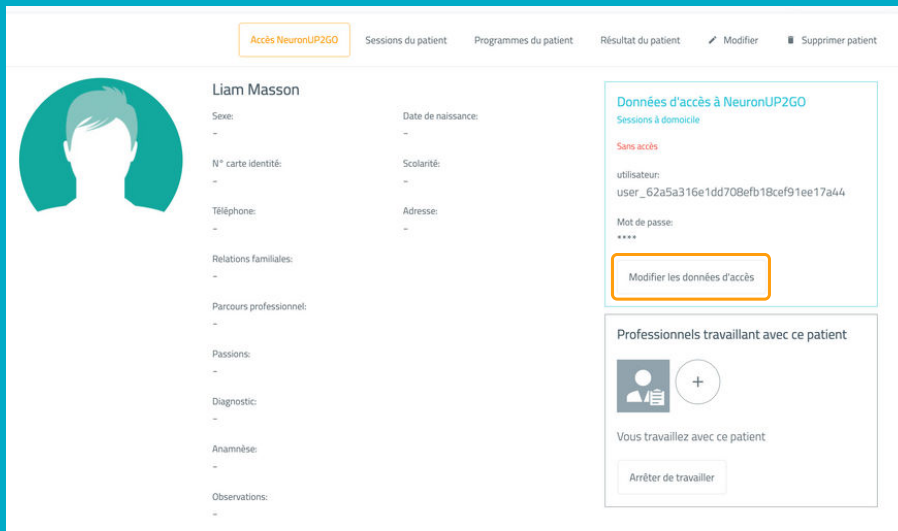 Accès NeuronUP2GO
Sessions du patient
Programmes du patient
Résultat du patient
Modifier
Supprimer patient
Liam Masson
Sexe:
-
Date de naissance:
-
N° carte identité:
-
Scolarité:
-
Téléphone:
-
Adresse:
-
Relations familiales:
-
Parcours professionnel:
-
Passions:
-
Diagnostic:
-
Anamnèse:
-
Observations:
-
Données d'accès à NeuronUP2GO
Sessions à domoicile
Sans accès
utilisateur:
user_62a5a316e1dd708efb18cef91ee17a44
Mot de passe:
****
Modifier les données d'accès
Professionnels travaillant avec ce patient
+
Vous travaillez avec ce patient
Arrêter de travailler